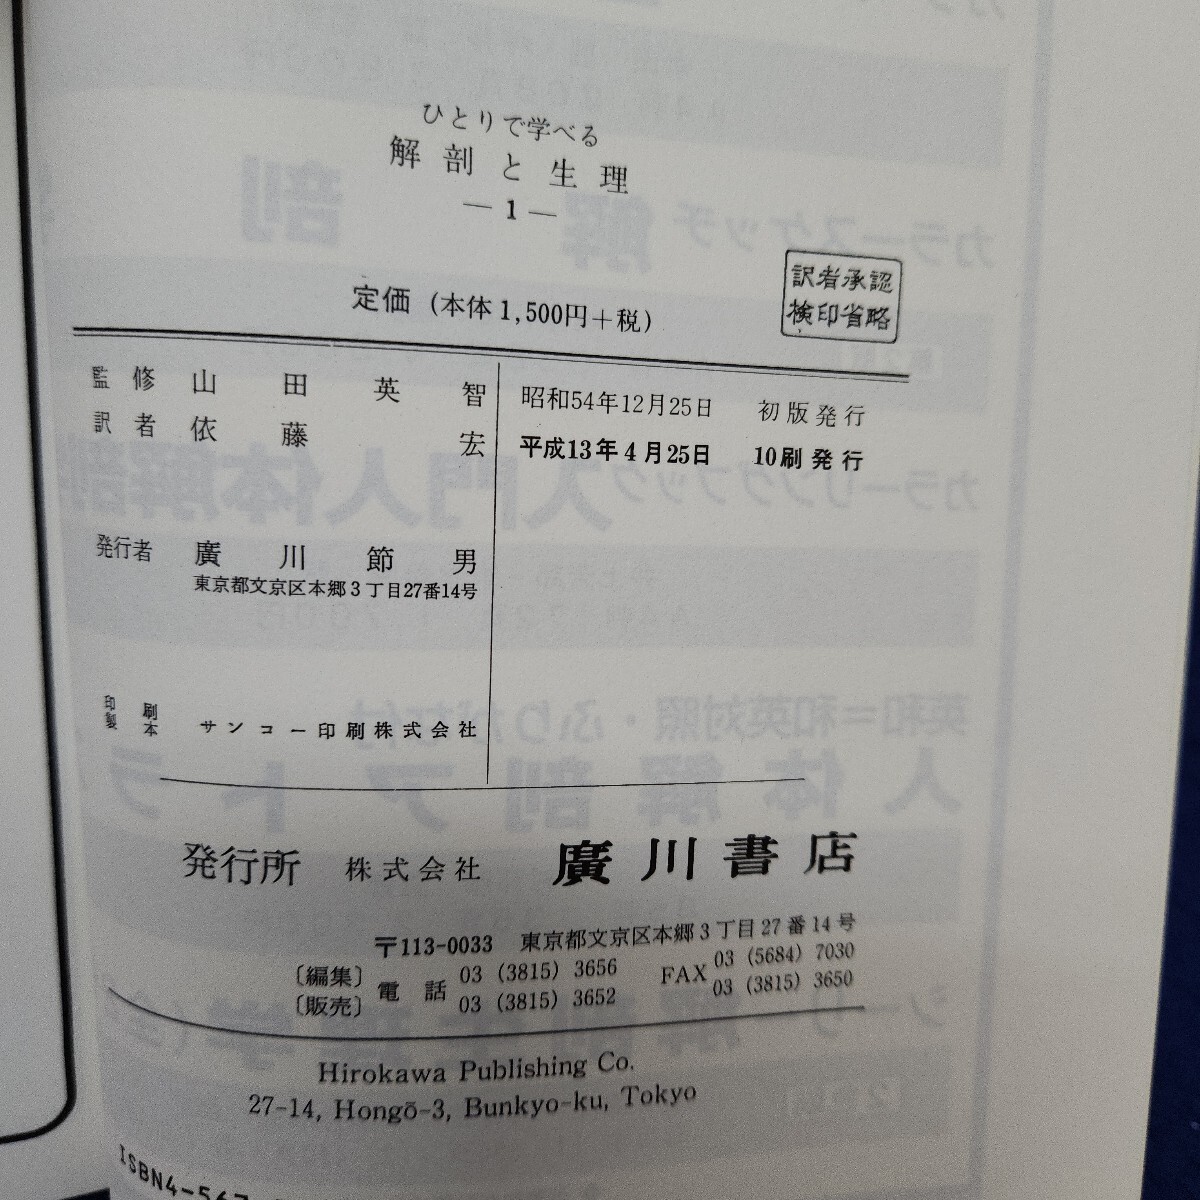 ひとりで学べる
解剖と生理
— 1 —
定価（本体1,500円＋税）
訳者承認
検印省略
監修 山田英智
訳者 依藤宏
昭和54年12月25日 初版発行
平成13年4月25日 10刷発行
発行者 廣川節男
東京都文京区本郷3丁目27番14号
印刷
製本 サンコー印刷株式会社
発行所 株式会社 廣川書店
〒113-0033 東京都文京区本郷3丁目27番14号
〔編集〕電話 03 (3815) 3656 FAX 03 (5684) 7030
〔販売〕 03 (3815) 3652 03 (3815) 3650
Hirokawa Publishing Co.
27-14, Hongō-3, Bunkyo-ku, Tokyo
ISBN4-567